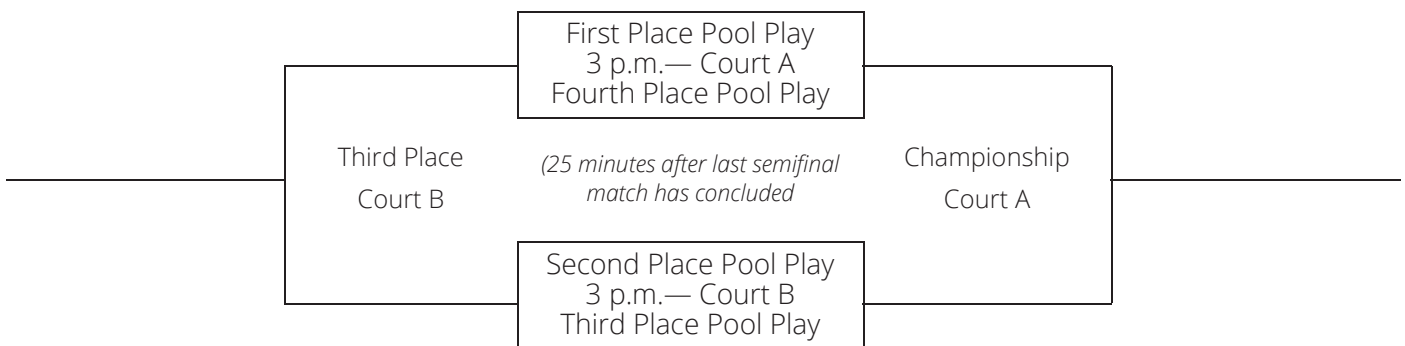 First Place Pool Play
3 p.m.— Court A
Fourth Place Pool Play
Third Place
Court B
(25 minutes after last semifinal
match has concluded
Championship
Court A
Second Place Pool Play
3 p.m.— Court B
Third Place Pool Play